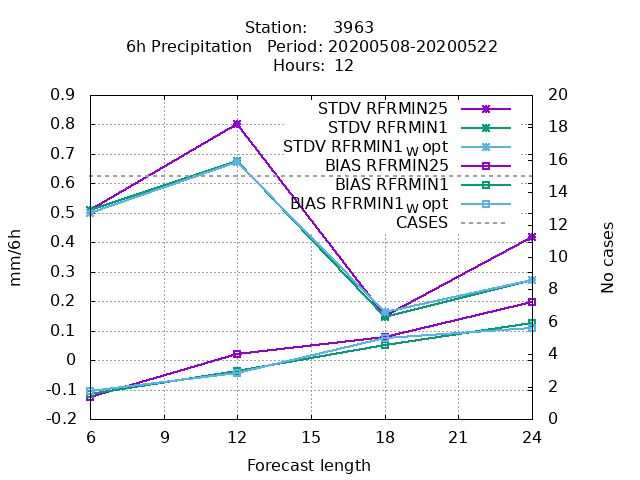 Station:     3963
6h Precipitation   Period: 20200508-20200522
Hours: 12
0.9
0.8
0.7
0.6
0.5
0.4
0.3
0.2
0.1
0
-0.1
-0.2
mm/6h
STDV RFRMIN25
STDV RFRMIN1
STDV RFRMIN1w opt
BIAS RFRMIN25
BIAS RFRMIN1
BIAS RFRMIN1w opt
CASES
20
18
16
14
12
10
8
6
4
2
0
No cases
6 9 12 15 18 21 24
Forecast length